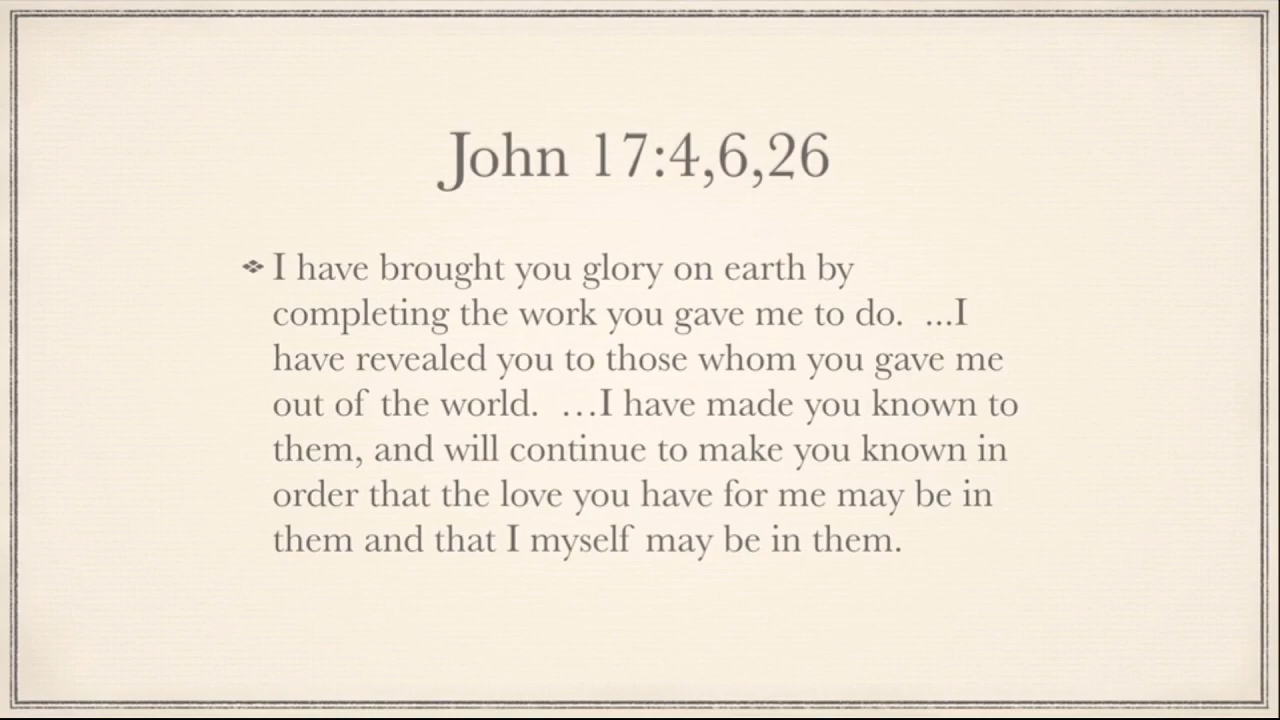 John 17:4,6,26
❖ I have brought you glory on earth by
completing the work you gave me to do.  ...I
have revealed you to those whom you gave me
out of the world.  …I have made you known to
them, and will continue to make you known in
order that the love you have for me may be in
them and that I myself may be in them.